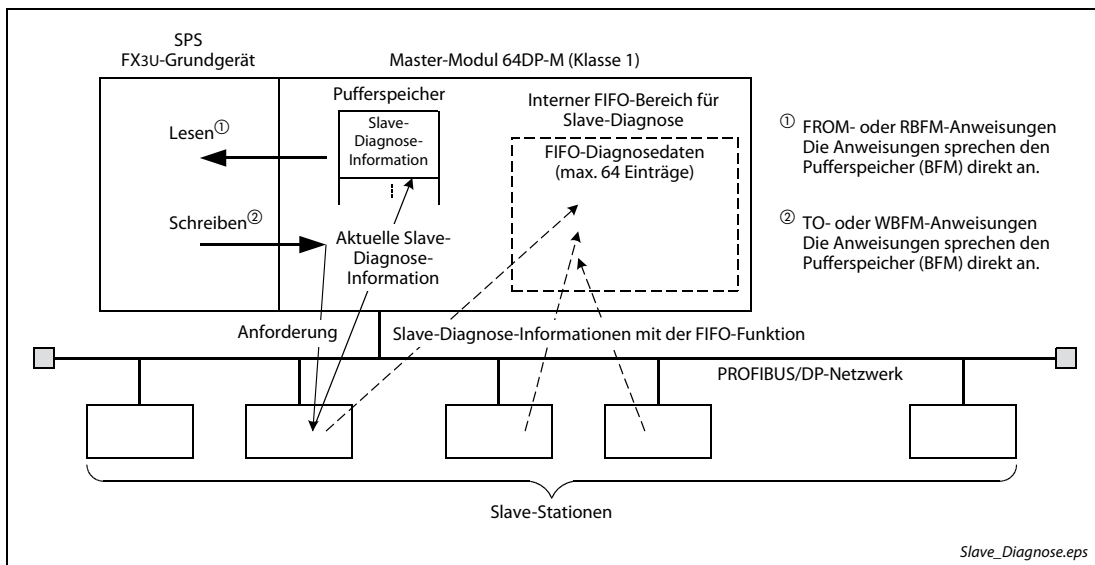 SPS
FX3U-Grundgerät
Master-Modul 64DP-M (Klasse 1)
Pufferspeicher
Slave-
Diagnose-
Information
Interner FIFO-Bereich für
Slave-Diagnose
FIFO-Diagnosedaten
(max. 64 Einträge)
Lesen①
Schreiben②
Aktuelle Slave-
Diagnose-
Information
① FROM- oder RBFM-Anweisungen
Die Anweisungen sprechen den
Pufferspeicher (BFM) direkt an.
② TO- oder WBFM-Anweisungen
Die Anweisungen sprechen den
Pufferspeicher (BFM) direkt an.
Anforderung
Slave-Diagnose-Informationen mit der FIFO-Funktion
PROFIBUS/DP-Netzwerk
Slave-Stationen
Slave_Diagnose.eps